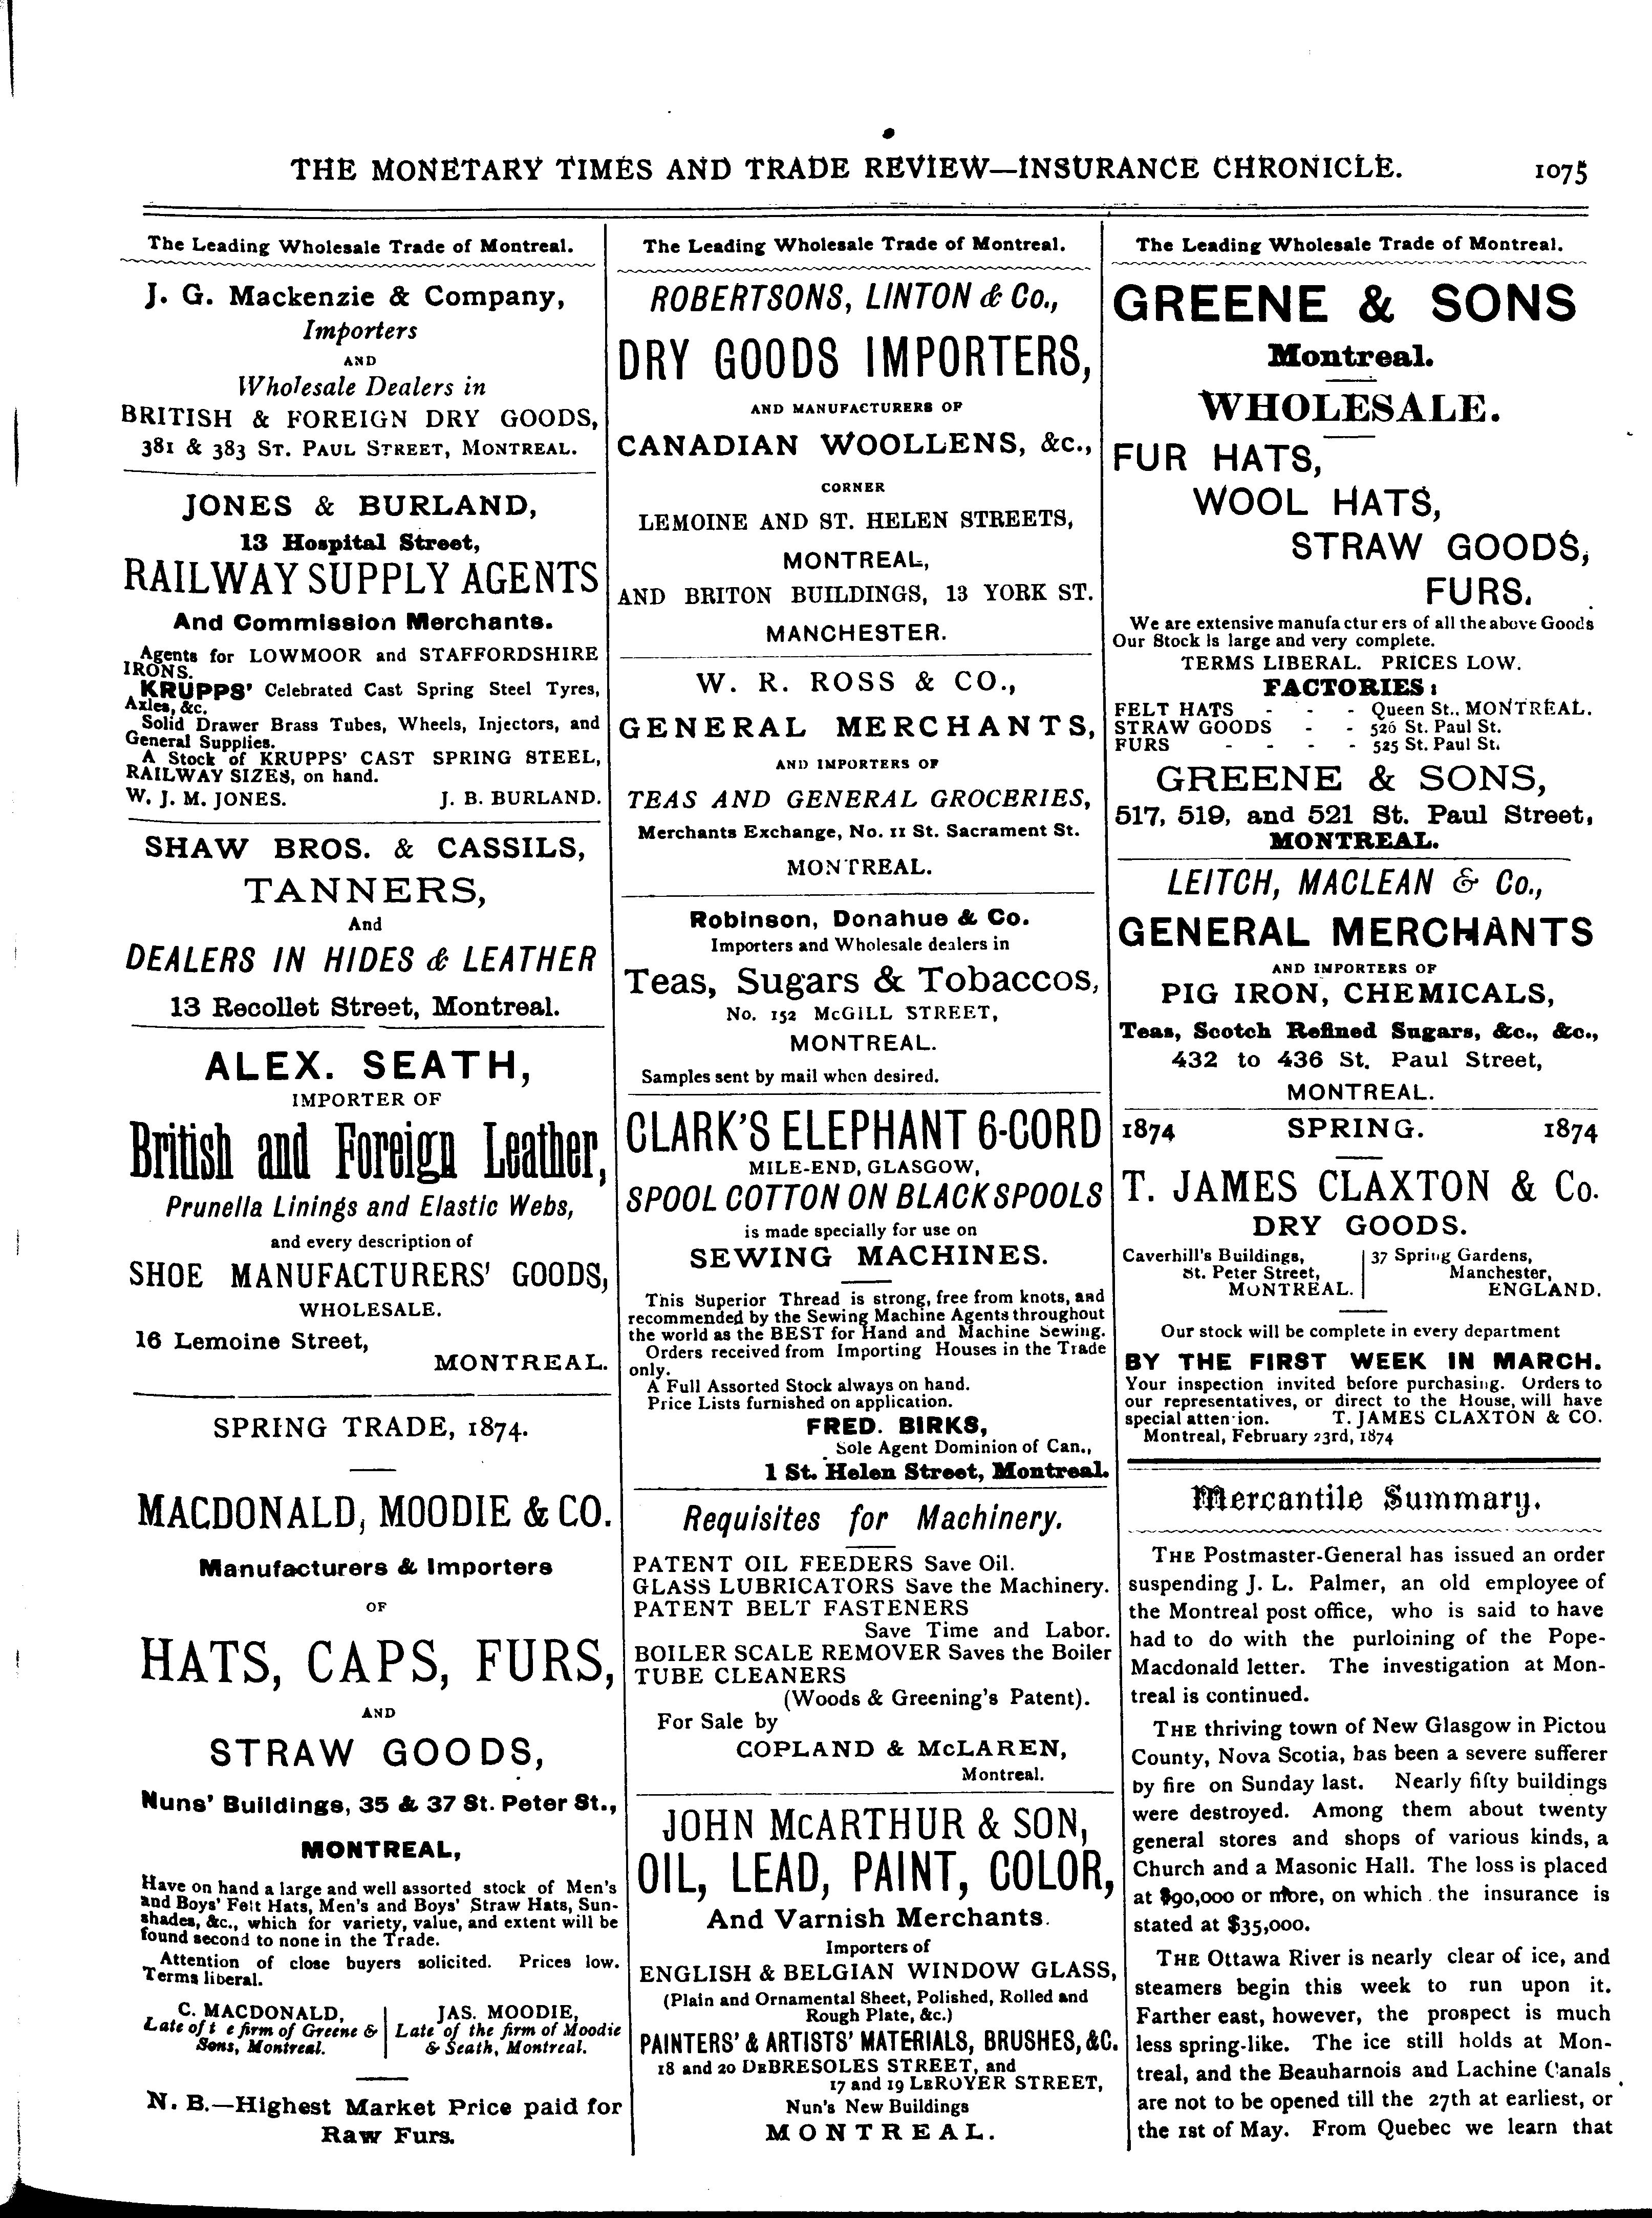 THE MONETARY TIMES AND TRADE REVIEW—INSURANCE CHRONICLE. 1075
The Leading Wholesale Trade of Montreal.
J. G. Mackenzie & Company,
Importers
AND
Wholesale Dealers in
BRITISH & FOREIGN DRY GOODS,
381 & 383 ST. PAUL STREET, MONTREAL.
JONES & BURLAND,
13 Hospital Street,
RAILWAY SUPPLY AGENTS
And Commission Merchants.
Agents for LOWMOOR and STAFFORDSHIRE
IRONS.
KRUPPS' Celebrated Cast Spring Steel Tyres,
Axles, &c.
Solid Drawer Brass Tubes, Wheels, Injectors, and
General Supplies.
A Stock of KRUPPS' CAST SPRING STEEL,
RAILWAY SIZES, on hand.
W. J. M. JONES. J. B. BURLAND.
SHAW BROS. & CASSILS,
TANNERS,
And
DEALERS IN HIDES & LEATHER
13 Recollet Street, Montreal.
ALEX. SEATH,
IMPORTER OF
British and Foreign Leather,
Prunella Linings and Elastic Webs,
and every description of
SHOE MANUFACTURERS' GOODS,
WHOLESALE.
16 Lemoine Street,
MONTREAL.
SPRING TRADE, 1874.
MACDONALD, MOODIE & CO.
Manufacturers & Importers
OF
HATS, CAPS, FURS,
AND
STRAW GOODS,
Nuns' Buildings, 35 & 37 St. Peter St.,
MONTREAL,
Have on hand a large and well assorted stock of Men's
and Boys' Felt Hats, Men's and Boys' Straw Hats, Sun-
shades, &c., which for variety, value, and extent will be
found second to none in the Trade.
Attention of close buyers solicited. Prices low.
Terms liberal.
C. MACDONALD,
Late of t e firm of Greene &
Sons, Montreal.
JAS. MOODIE,
Late of the firm of Moodie
& Seath, Montreal.
N. B.—Highest Market Price paid for
Raw Furs.
The Leading Wholesale Trade of Montreal.
ROBERTSONS, LINTON & Co.,
DRY GOODS IMPORTERS,
AND MANUFACTURERS OF
CANADIAN WOOLLENS, &c.,
CORNER
LEMOINE AND ST. HELEN STREETS,
MONTREAL,
AND BRITON BUILDINGS, 13 YORK ST.
MANCHESTER.
W. R. ROSS & CO.,
GENERAL MERCHANTS,
AND IMPORTERS OF
TEAS AND GENERAL GROCERIES,
Merchants Exchange, No. 11 St. Sacrament St.
MONTREAL.
Robinson, Donahue & Co.
Importers and Wholesale dealers in
Teas, Sugars & Tobaccos,
No. 152 McGILL STREET,
MONTREAL.
Samples sent by mail when desired.
CLARK'S ELEPHANT 6-CORD
MILE-END, GLASGOW,
SPOOL COTTON ON BLACK SPOOLS
is made specially for use on
SEWING MACHINES.
This Superior Thread is strong, free from knots, and
recommended by the Sewing Machine Agents throughout
the world as the BEST for Hand and Machine Sewing.
Orders received from Importing Houses in the Trade
only.
A Full Assorted Stock always on hand.
Price Lists furnished on application.
FRED. BIRKS,
Sole Agent Dominion of Can.,
1 St. Helen Street, Montreal.
Requisites for Machinery.
PATENT OIL FEEDERS Save Oil.
GLASS LUBRICATORS Save the Machinery.
PATENT BELT FASTENERS
Save Time and Labor.
BOILER SCALE REMOVER Saves the Boiler
TUBE CLEANERS
(Woods & Greening's Patent).
For Sale by
COPLAND & McLAREN,
Montreal.
JOHN McARTHUR & SON,
OIL, LEAD, PAINT, COLOR,
And Varnish Merchants.
Importers of
ENGLISH & BELGIAN WINDOW GLASS,
(Plain and Ornamental Sheet, Polished, Rolled and
Rough Plate, &c.)
PAINTERS' & ARTISTS' MATERIALS, BRUSHES, &C.
18 and 20 DEBRESOLES STREET, and
17 and 19 LEROYER STREET,
Nun's New Buildings
MONTREAL.
The Leading Wholesale Trade of Montreal.
GREENE & SONS
Montreal.
WHOLESALE.
FUR HATS,
WOOL HATS,
STRAW GOODS,
FURS.
We are extensive manufacturers of all the above Goods
Our Stock is large and very complete.
TERMS LIBERAL. PRICES LOW.
FACTORIES:
FELT HATS - - - Queen St., MONTREAL.
STRAW GOODS - - 526 St. Paul St.
FURS - - - - 525 St. Paul St.
GREENE & SONS,
517, 519, and 521 St. Paul Street,
MONTREAL.
LEITCH, MACLEAN & Co.,
GENERAL MERCHANTS
AND IMPORTERS OF
PIG IRON, CHEMICALS,
Teas, Scotch Refined Sugars, &c., &c.,
432 to 436 St. Paul Street,
MONTREAL.
1874 SPRING. 1874
T. JAMES CLAXTON & Co.
DRY GOODS.
Caverhill's Buildings,
St. Peter Street,
MONTREAL.
37 Spring Gardens,
Manchester,
ENGLAND.
Our stock will be complete in every department
BY THE FIRST WEEK IN MARCH.
Your inspection invited before purchasing. Orders to
our representatives, or direct to the House, will have
special atten ion. T. JAMES CLAXTON & CO.
Montreal, February 23rd, 1874
Mercantile Summary.
THE Postmaster-General has issued an order
suspending J. L. Palmer, an old employee of
the Montreal post office, who is said to have
had to do with the purloining of the Pope-
Macdonald letter. The investigation at Mon-
treal is continued.
THE thriving town of New Glasgow in Pictou
County, Nova Scotia, has been a severe sufferer
by fire on Sunday last. Nearly fifty buildings
were destroyed. Among them about twenty
general stores and shops of various kinds, a
Church and a Masonic Hall. The loss is placed
at $90,000 or more, on which the insurance is
stated at $35,000.
THE Ottawa River is nearly clear of ice, and
steamers begin this week to run upon it.
Farther east, however, the prospect is much
less spring-like. The ice still holds at Mon-
treal, and the Beauharnois and Lachine Canals
are not to be opened till the 27th at earliest, or
the 1st of May. From Quebec we learn that